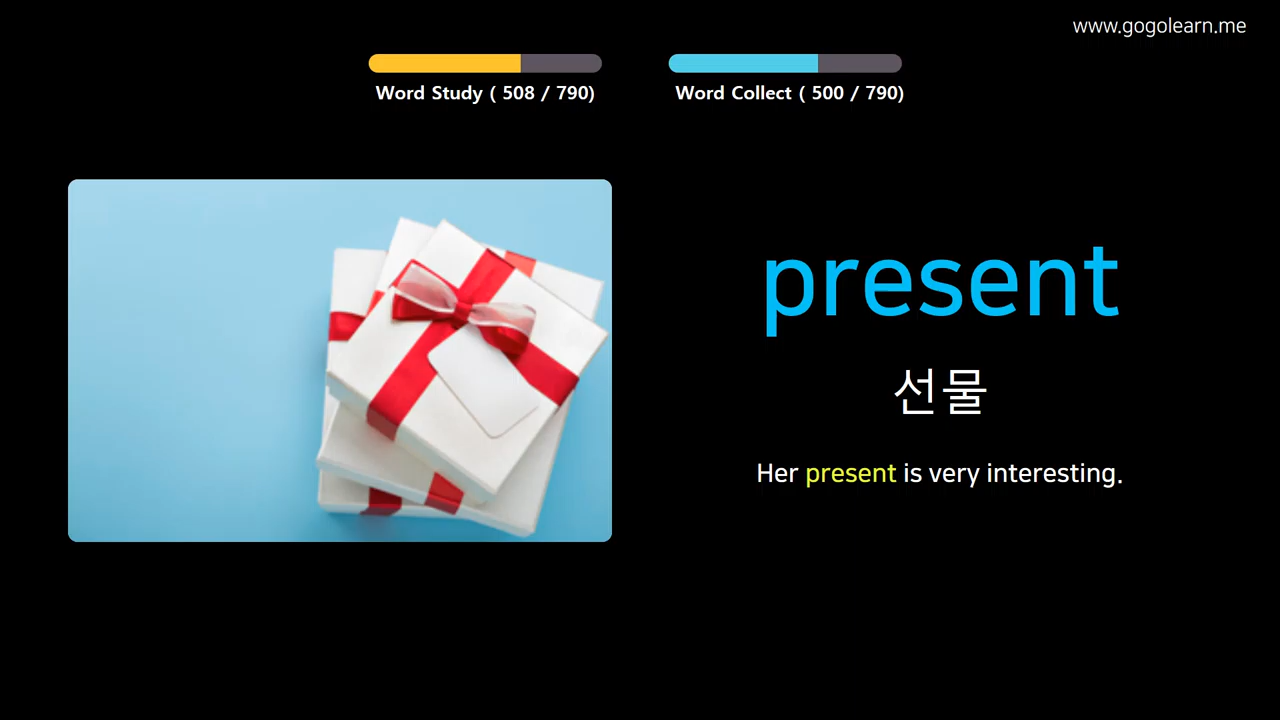 www.gogolearn.me
Word Study ( 508 / 790)
Word Collect ( 500 / 790)
present
선물
Her present is very interesting.